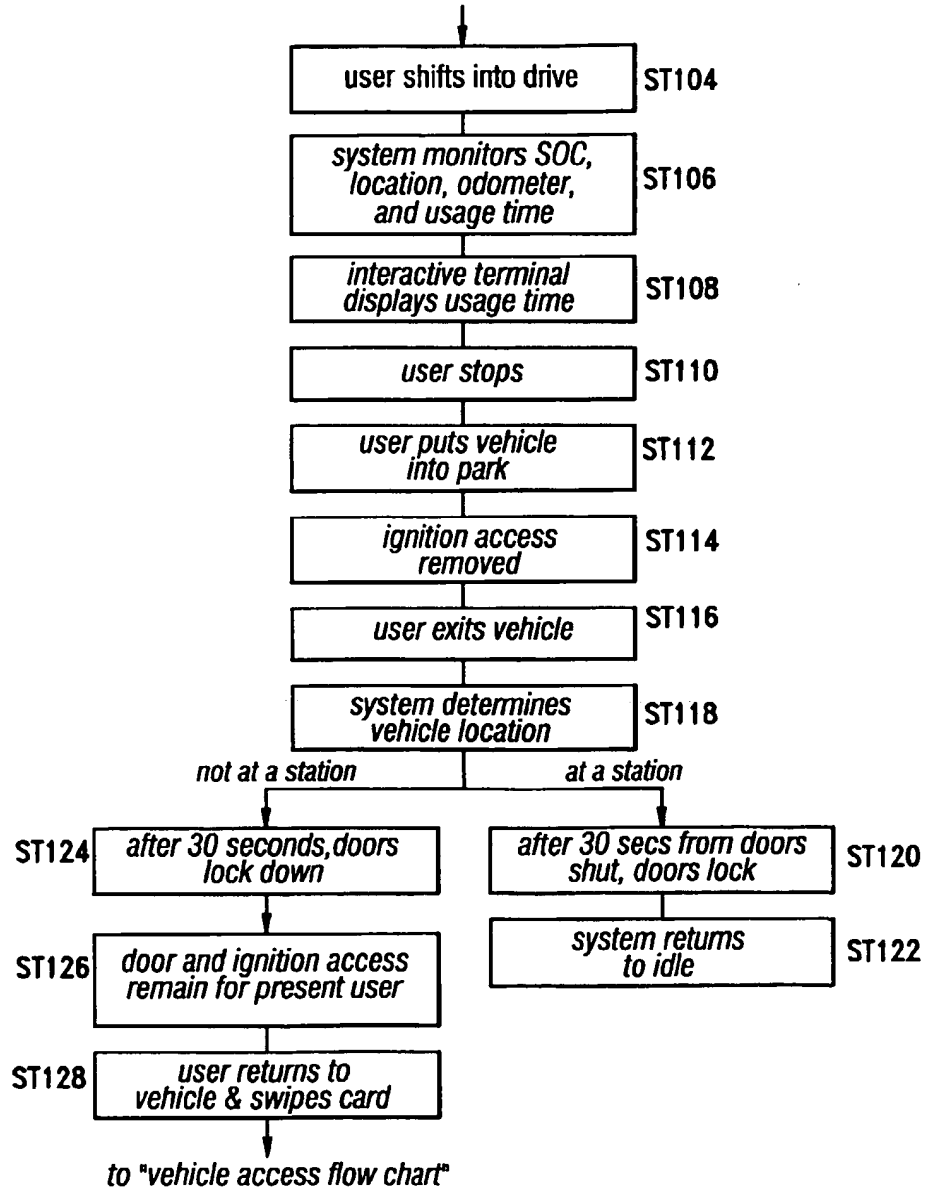 user shifts into drive
ST104
system monitors SOC,
location, odometer,
and usage time
ST106
interactive terminal
displays usage time
ST108
user stops
ST110
user puts vehicle
into park
ST112
ignition access
removed
ST114
user exits vehicle
ST116
system determines
vehicle location
ST118
not at a station
at a station
ST124
after 30 seconds, doors
lock down
after 30 secs from doors
shut, doors lock
ST120
ST126
door and ignition access
remain for present user
system returns
to idle
ST122
ST128
user returns to
vehicle & swipes card
to "vehicle access flow chart"